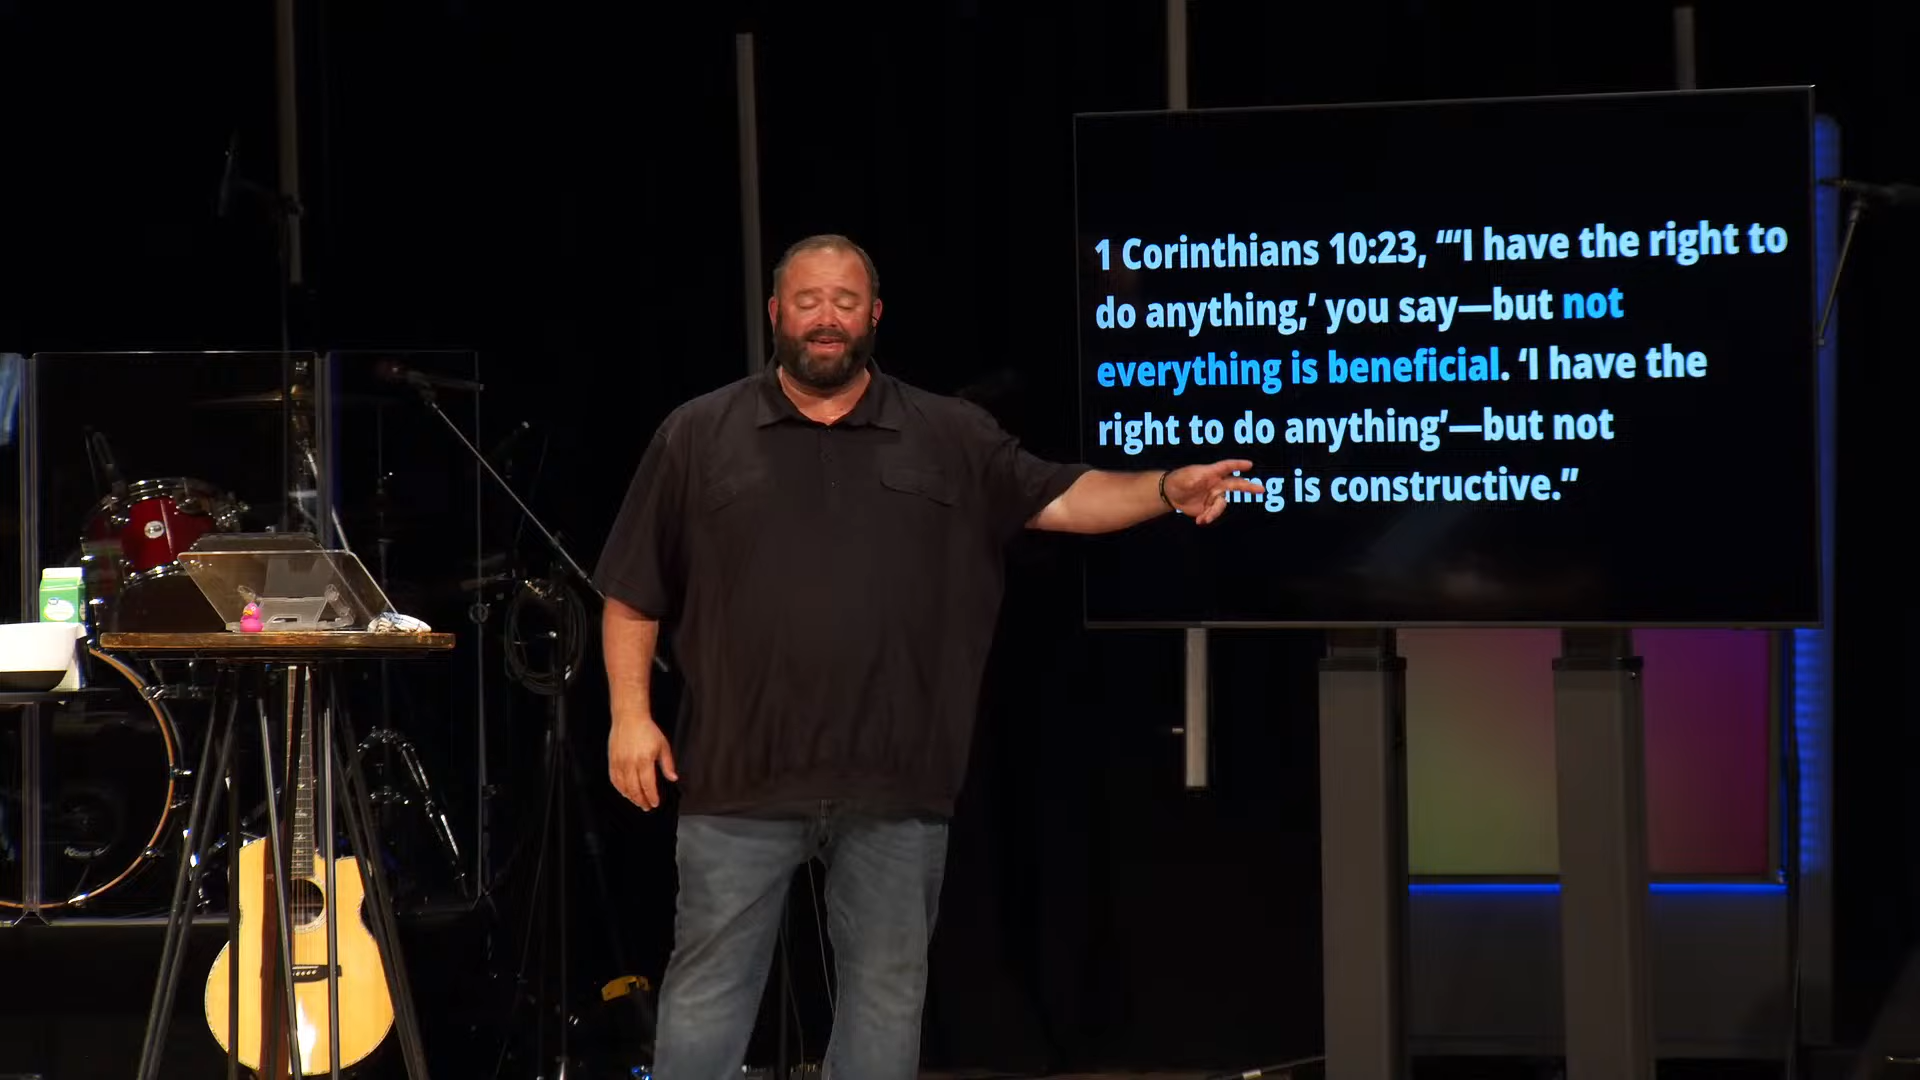 1 Corinthians 10:23, “‘I have the right to
do anything,’ you say—but not
everything is beneficial. ‘I have the
right to do anything’—but not
is constructive.”